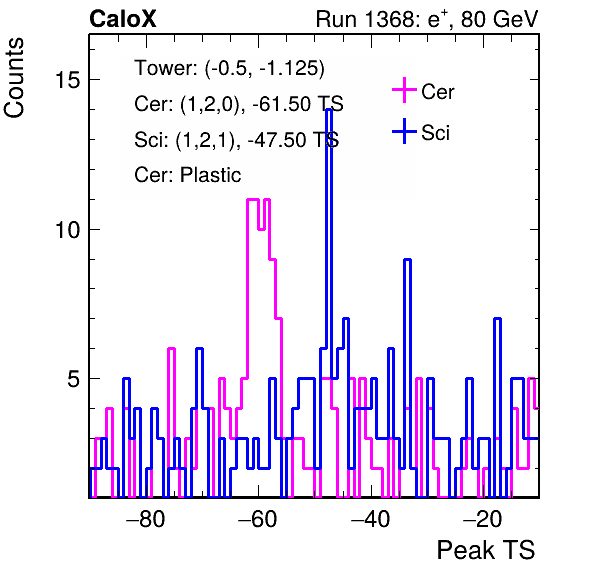 CaloX Run 1368: e⁺, 80 GeV
Counts
Tower: (-0.5, -1.125)
Cer: (1,2,0), -61.50 TS
Sci: (1,2,1), -47.50 TS
Cer: Plastic
Cer
Sci
15
10
5
−80 −60 −40 −20
Peak TS